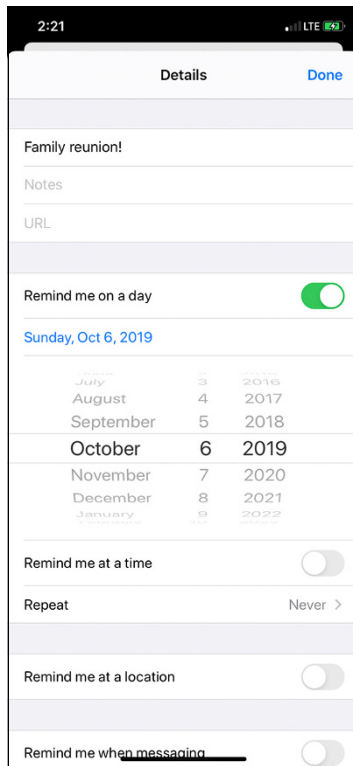 2:21 LTE
Details Done
Family reunion!
Notes
URL
Remind me on a day
Sunday, Oct 6, 2019
July 3 2016
August 4 2017
September 5 2018
October 6 2019
November 7 2020
December 8 2021
January 9 2022
Remind me at a time
Repeat Never >
Remind me at a location
Remind me when messaging